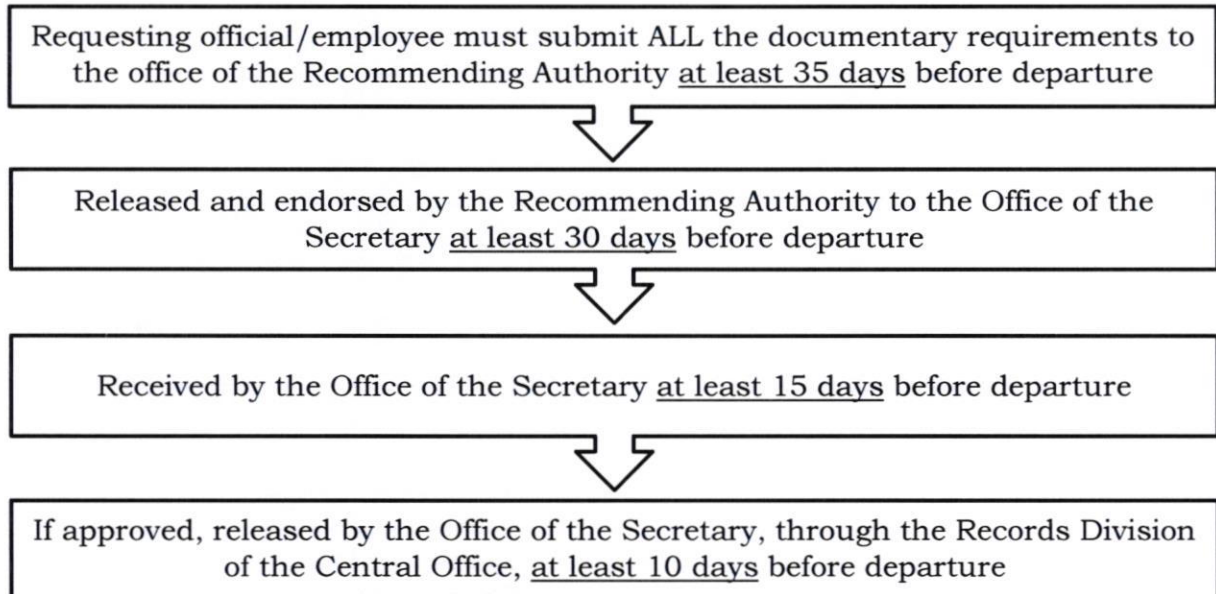 Requesting official/employee must submit ALL the documentary requirements to
the office of the Recommending Authority at least 35 days before departure
Released and endorsed by the Recommending Authority to the Office of the
Secretary at least 30 days before departure
Received by the Office of the Secretary at least 15 days before departure
If approved, released by the Office of the Secretary, through the Records Division
of the Central Office, at least 10 days before departure